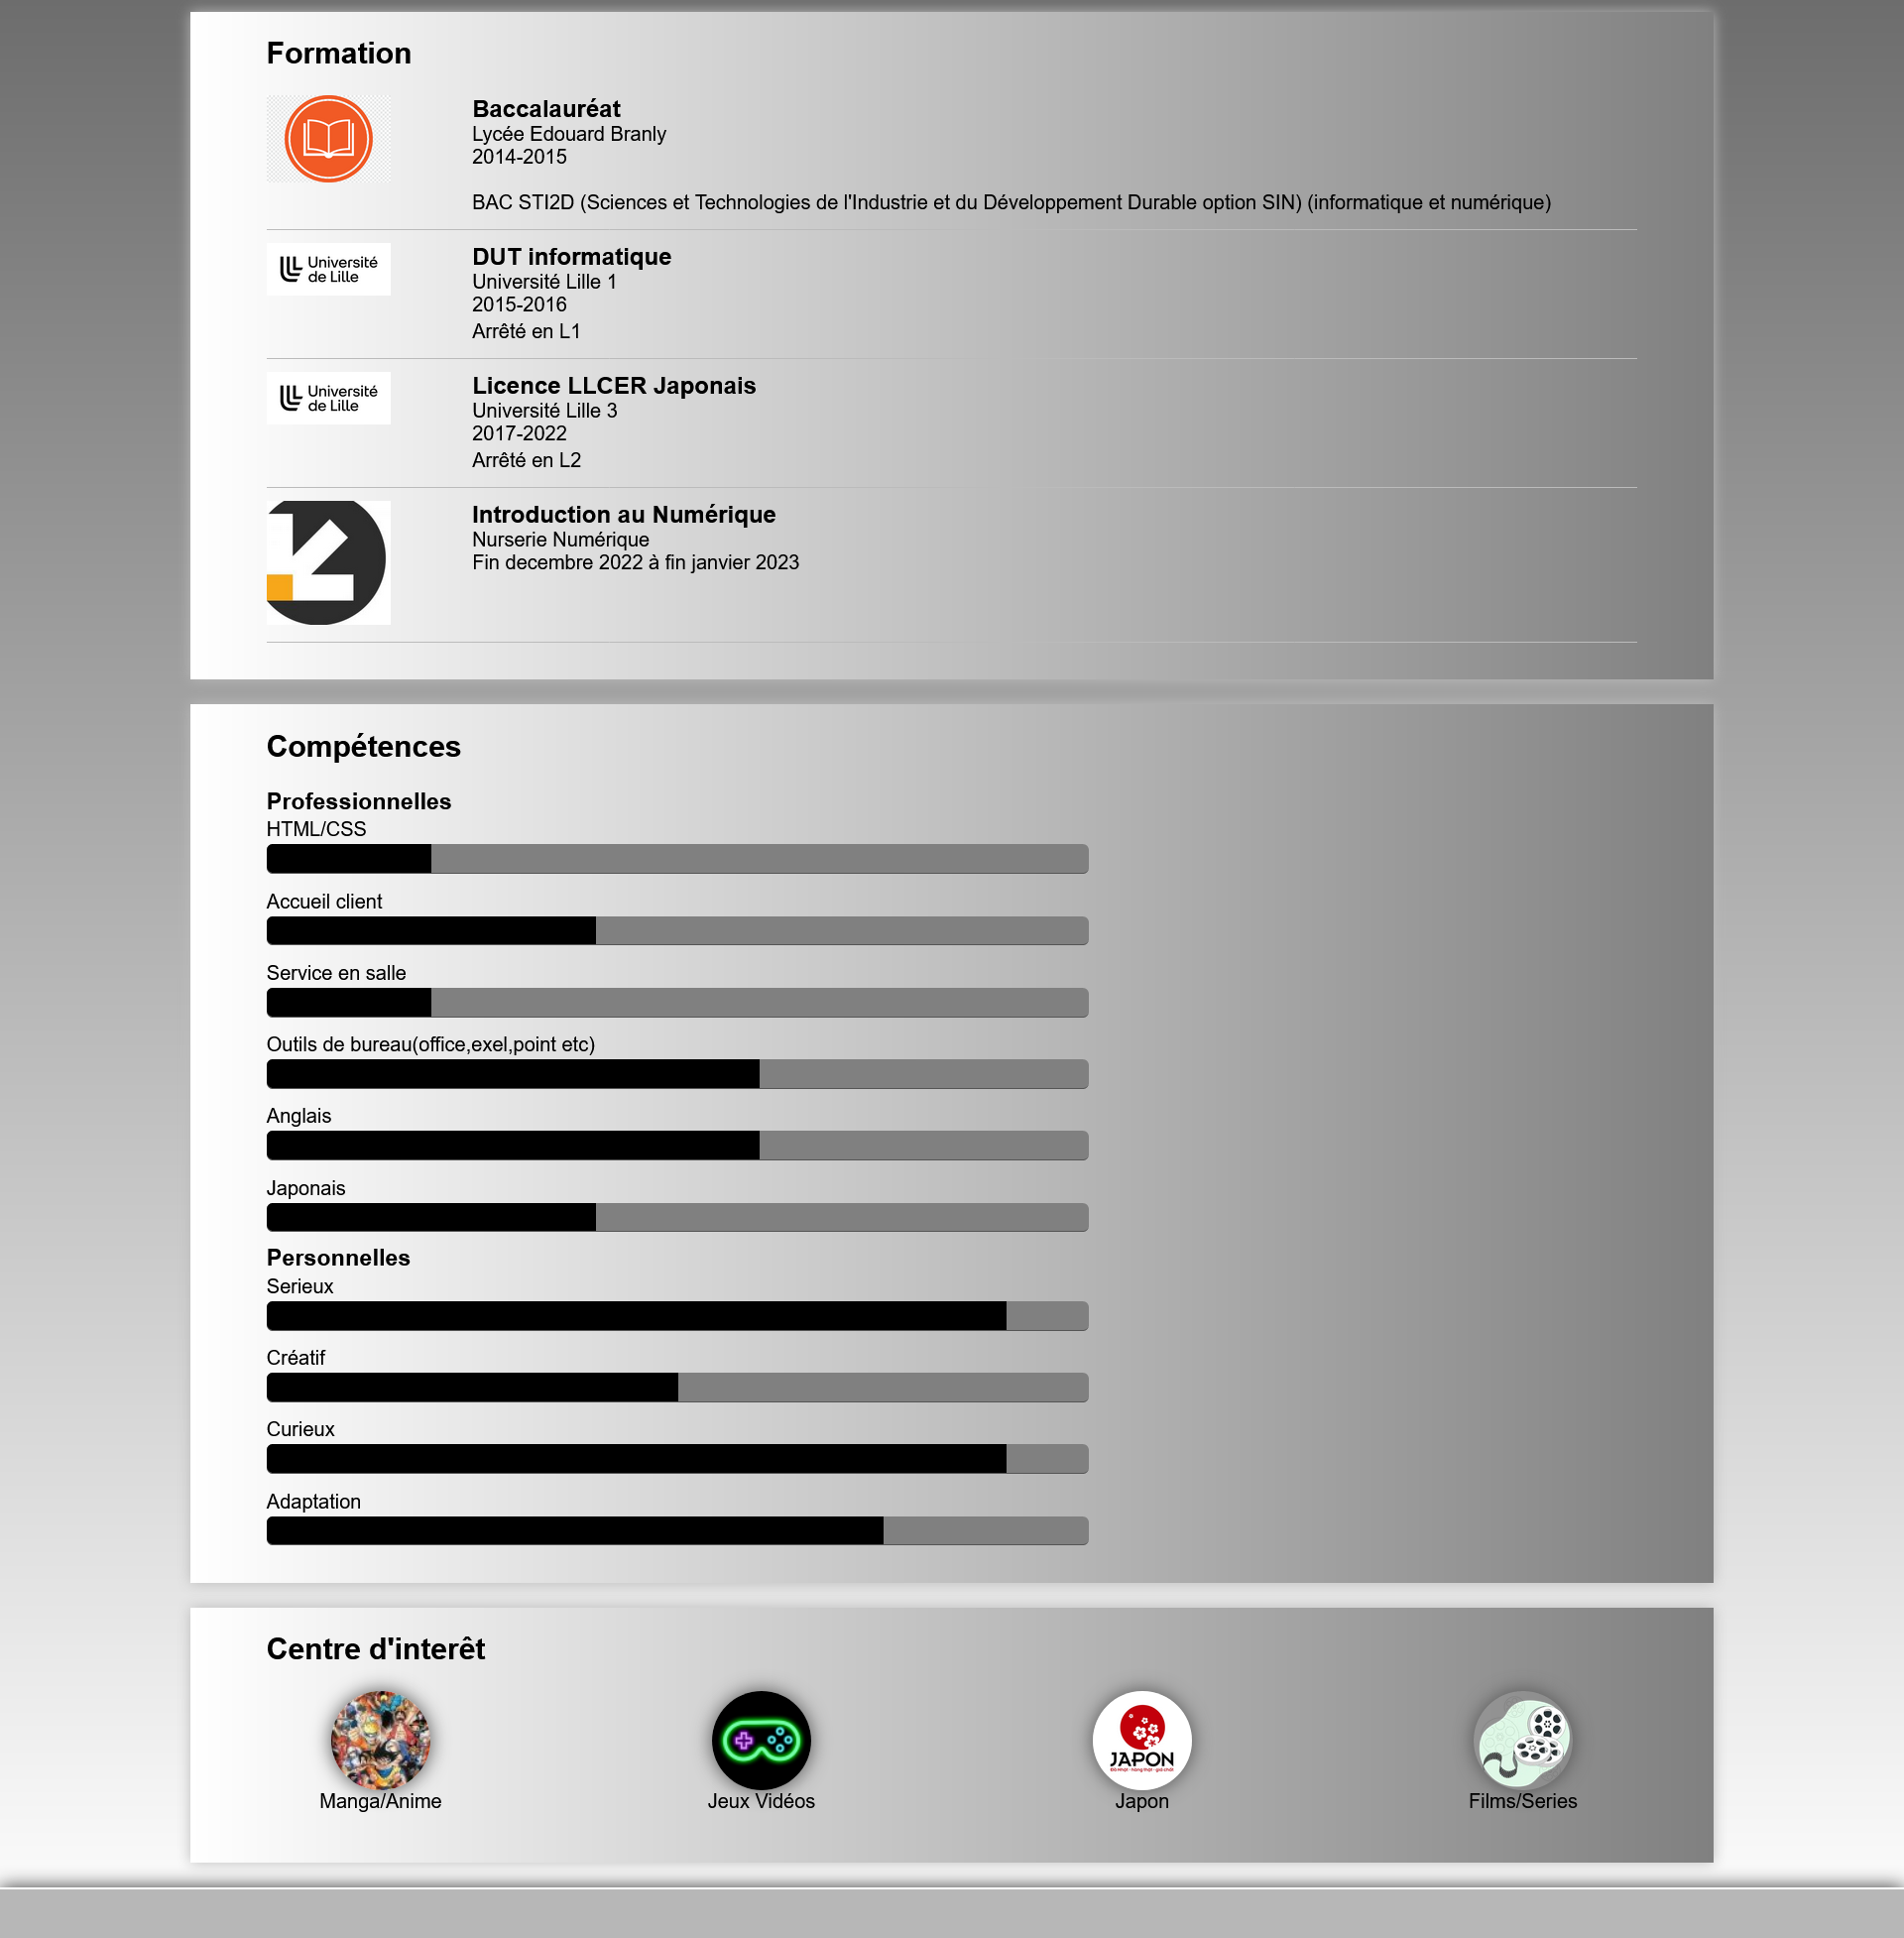 Formation
Baccalauréat
Lycée Edouard Branly
2014-2015
BAC STI2D (Sciences et Technologies de l'Industrie et du Développement Durable option SIN) (informatique et numérique)
Université
de Lille
DUT informatique
Université Lille 1
2015-2016
Arrêté en L1
Université
de Lille
Licence LLCER Japonais
Université Lille 3
2017-2022
Arrêté en L2
Introduction au Numérique
Nurserie Numérique
Fin decembre 2022 à fin janvier 2023
Compétences
Professionnelles
HTML/CSS
Accueil client
Service en salle
Outils de bureau(office,exel,point etc)
Anglais
Japonais
Personnelles
Serieux
Créatif
Curieux
Adaptation
Centre d'interêt
JAPON
Manga/Anime
Jeux Vidéos
Japon
Films/Series